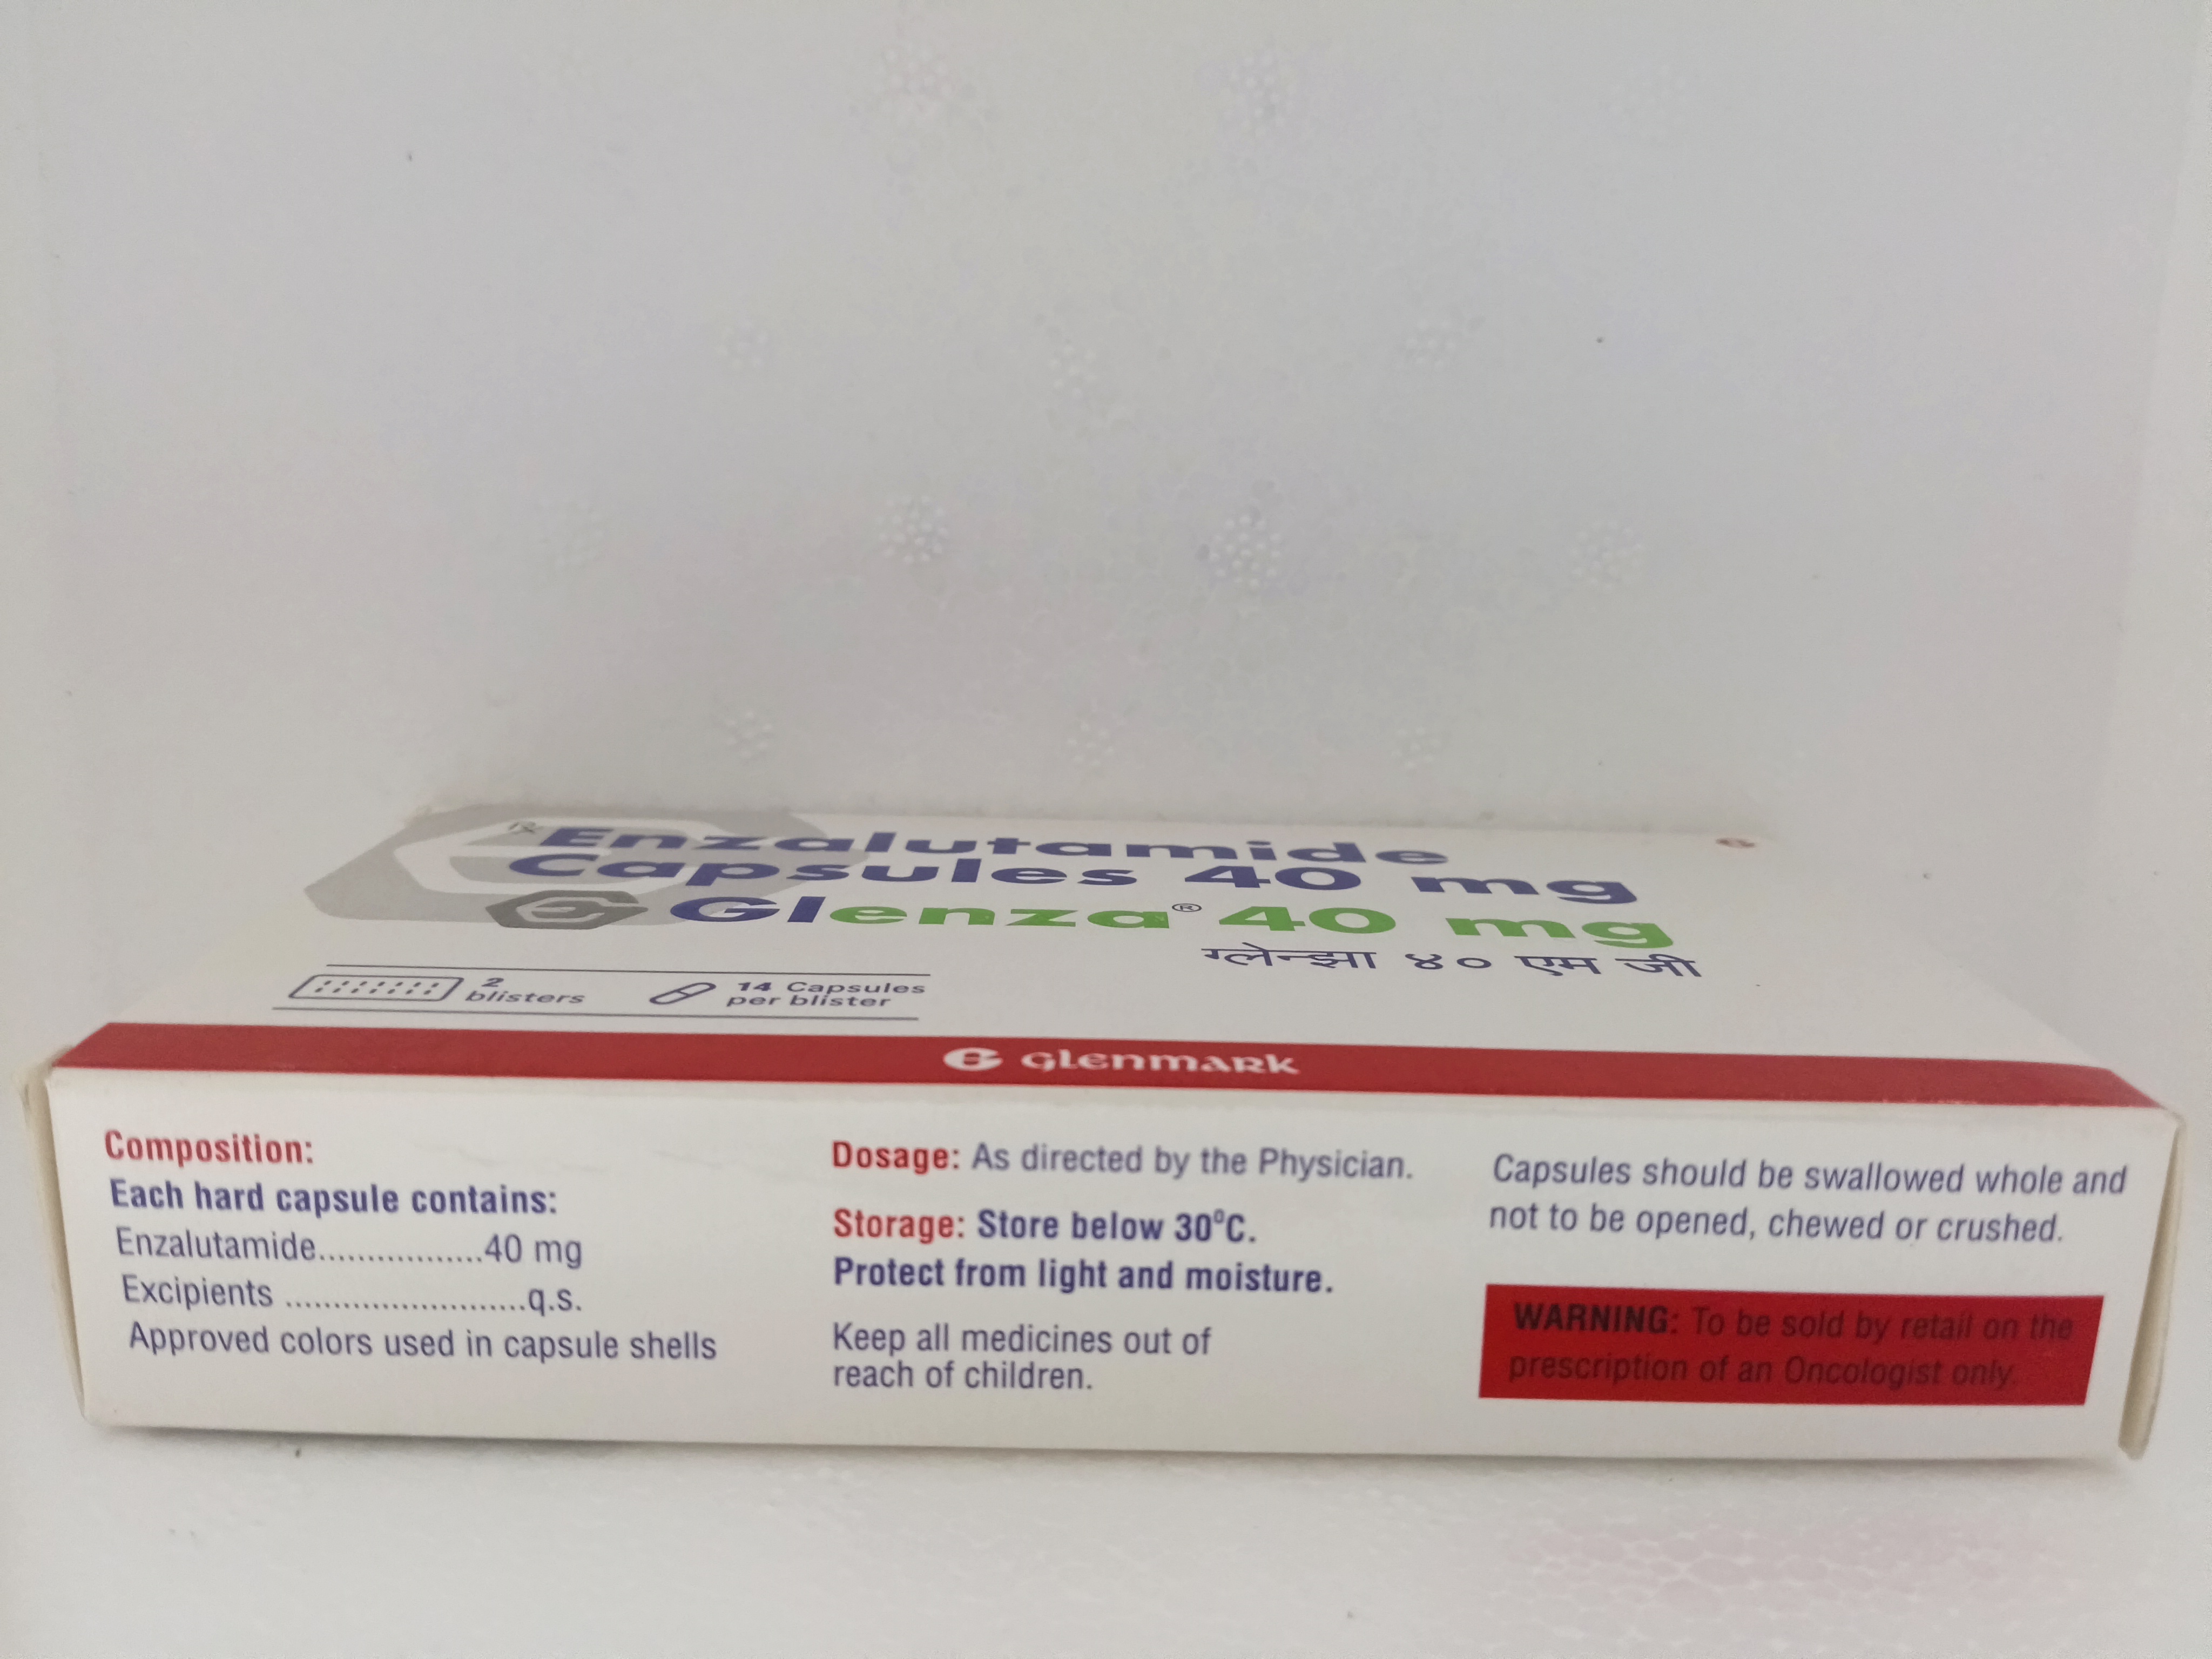 Rx Enzalutamide
Capsules 40 mg
Glenza® 40 mg
ग्लेन्झा ४० एम जी
2
blisters
14 Capsules
per blister
Glenmark
Composition:
Each hard capsule contains:
Enzalutamide.................40 mg
Excipients .........................q.s.
Approved colors used in capsule shells
Dosage: As directed by the Physician.
Storage: Store below 30°C.
Protect from light and moisture.
Keep all medicines out of
reach of children.
Capsules should be swallowed whole and
not to be opened, chewed or crushed.
WARNING: To be sold by retail on the
prescription of an Oncologist only.